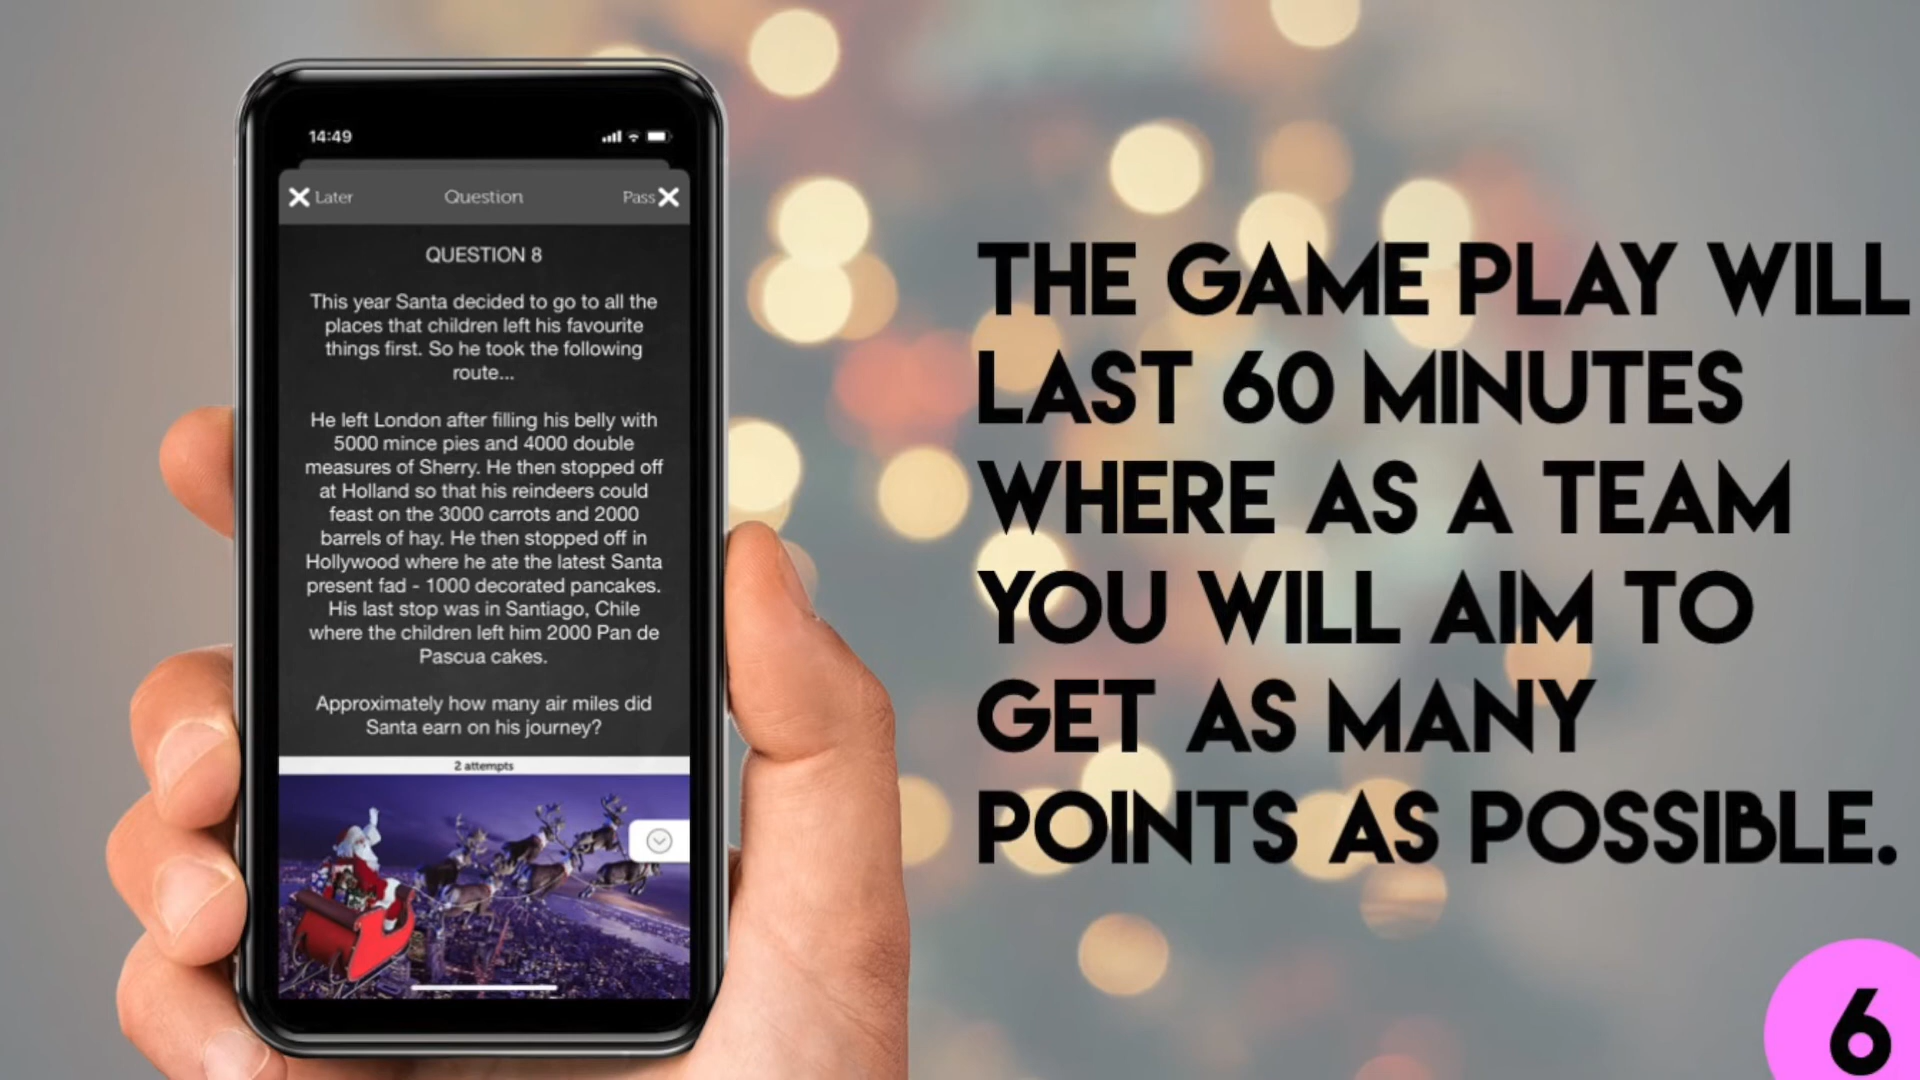 14:49
Later Question Pass
QUESTION 8
This year Santa decided to go to all the
places that children left his favourite
things first. So he took the following
route...
He left London after filling his belly with
5000 mince pies and 4000 double
measures of Sherry. He then stopped off
at Holland so that his reindeers could
feast on the 3000 carrots and 2000
barrels of hay. He then stopped off in
Hollywood where he ate the latest Santa
present fad - 1000 decorated pancakes.
His last stop was in Santiago, Chile
where the children left him 2000 Pan de
Pascua cakes.
Approximately how many air miles did
Santa earn on his journey?
2 attempts
THE GAME PLAY WILL
LAST 60 MINUTES
WHERE AS A TEAM
YOU WILL AIM TO
GET AS MANY
POINTS AS POSSIBLE.
6